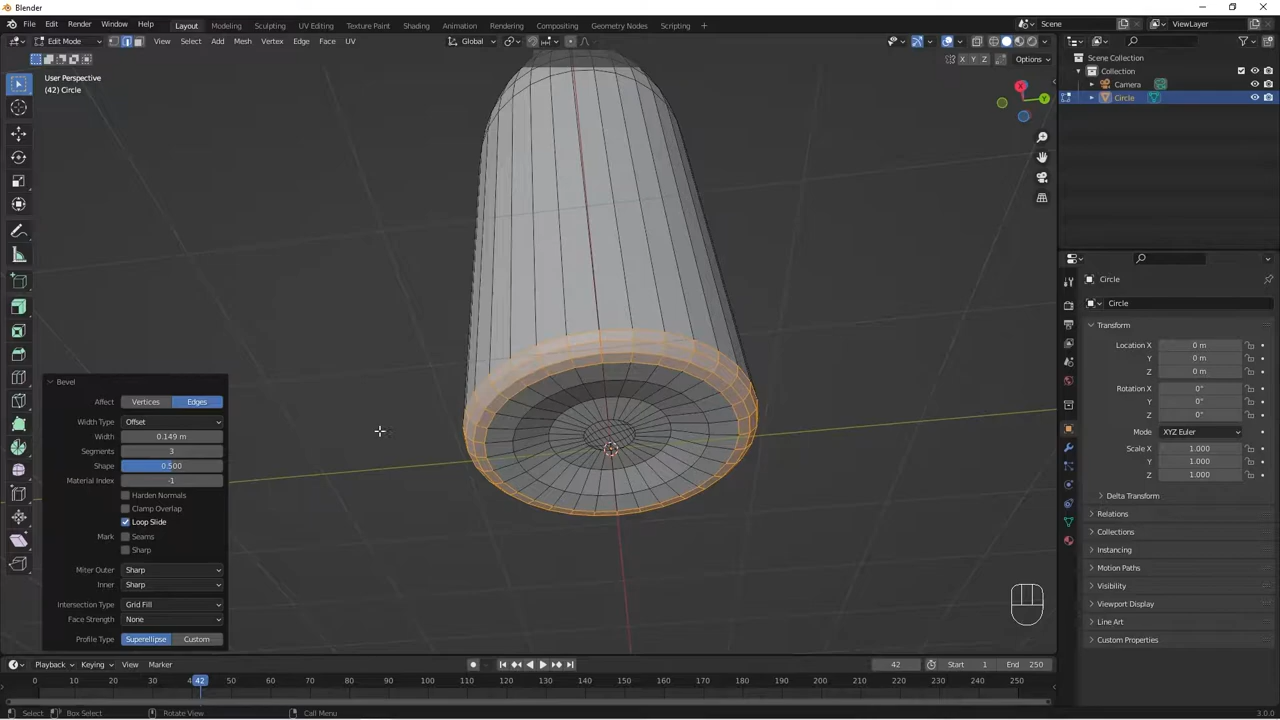 Blender
File Edit Render Window Help Layout Modeling Sculpting UV Editing Texture Paint Shading Animation Rendering Compositing Geometry Nodes Scripting + Scene ViewLayer
Edit Mode View Select Add Mesh Vertex Edge Face UV Global
X Y Z Options
User Perspective
(42) Circle
X
Y
Scene Collection
Collection
Camera
Circle
Bevel
Affect Vertices Edges
Width Type Offset
Width 0.149 m
Segments 3
Shape 0.500
Material Index -1
Harden Normals
Clamp Overlap
Loop Slide
Mark Seams
Sharp
Miter Outer Sharp
Inner Sharp
Intersection Type Grid Fill
Face Strength None
Profile Type Superellipse Custom
Circle
Circle
Transform
Location X 0 m
Y 0 m
Z 0 m
Rotation X 0°
Y 0°
Z 0°
Mode XYZ Euler
Scale X 1.000
Y 1.000
Z 1.000
Delta Transform
Relations
Collections
Instancing
Motion Paths
Visibility
Viewport Display
Line Art
Custom Properties
Playback Keying View Marker 42 Start 1 End 250
0 10 20 30 4 42 50 60 70 80 90 100 110 120 130 140 150 160 170 180 190 200 210 220 230 240 250
Select Box Select Rotate View Call Menu 3.0.0